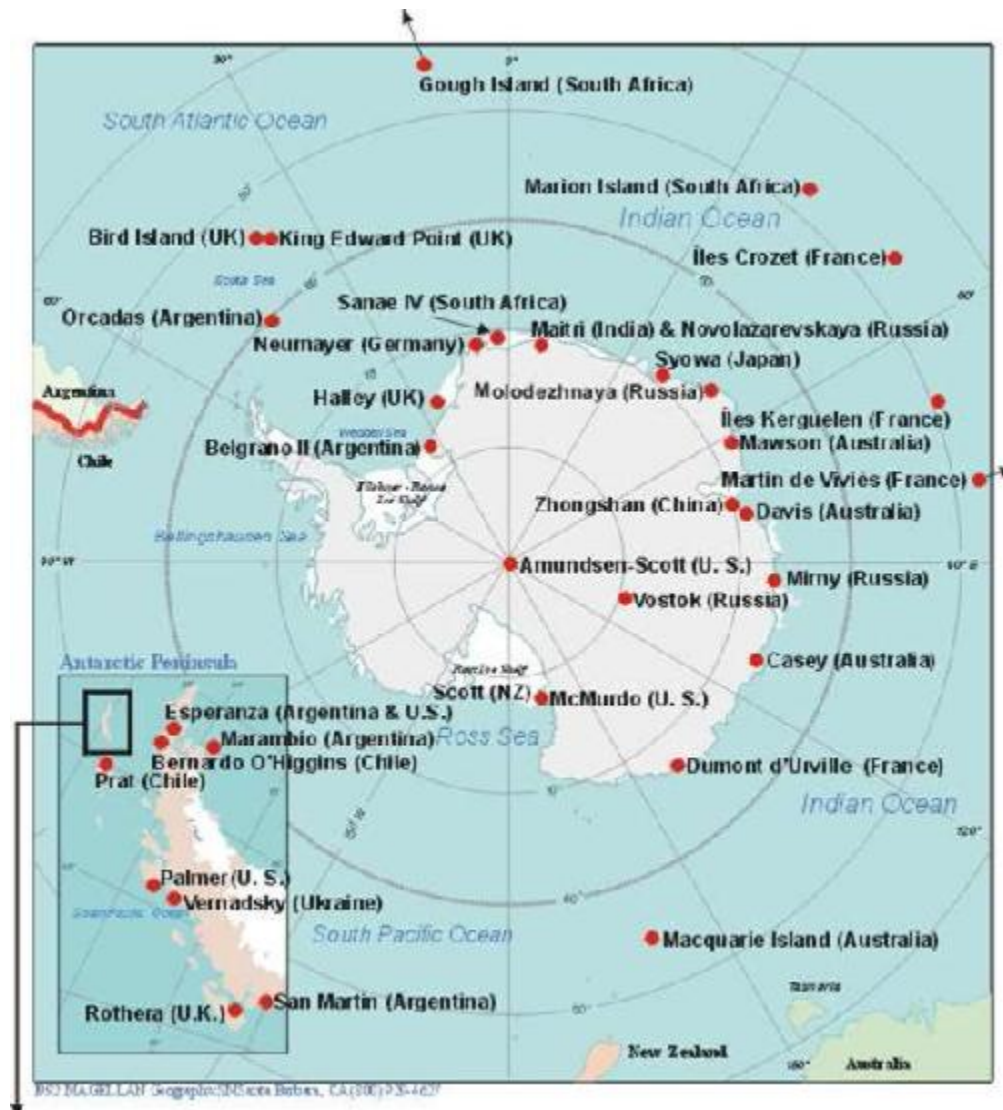 0°
Gough Island (South Africa)
South Atlantic Ocean
Marion Island (South Africa)
Indian Ocean
Bird Island (UK)
King Edward Point (UK)
Îles Crozet (France)
Scotia Sea
Sanae IV (South Africa)
Orcadas (Argentina)
Maitri (India) & Novolazarevskaya (Russia)
Neumayer (Germany)
Syowa (Japan)
Argentina
Halley (UK)
Molodezhnaya (Russia)
Îles Kerguelen (France)
Weddell Sea
Mawson (Australia)
Belgrano II (Argentina)
Chile
Martin de Viviès (France)
Ice Shelf
Zhongshan (China)
Davis (Australia)
Bellingshausen Sea
90° W
Amundsen-Scott (U. S.)
90° E
Mirny (Russia)
Vostok (Russia)
Antarctic Peninsula
Casey (Australia)
Scott (NZ)
McMurdo (U. S.)
Esperanza (Argentina & U.S.)
Ross Sea
Marambio (Argentina)
Bernardo O'Higgins (Chile)
Prat (Chile)
Dumont d'Urville (France)
Indian Ocean
150° W
120°
Palmer (U. S.)
Vernadsky (Ukraine)
South Pacific Ocean
Macquarie Island (Australia)
Tasmania
San Martin (Argentina)
Rothera (U.K.)
New Zealand
Australia